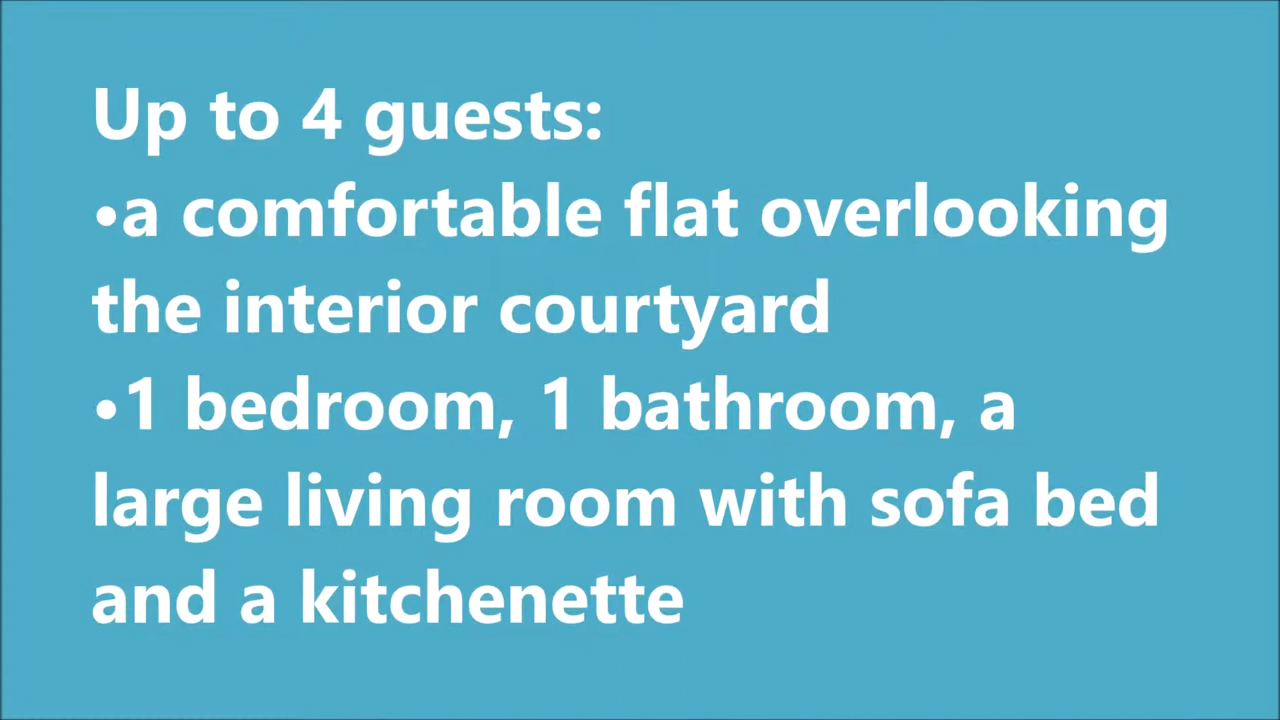 Up to 4 guests:
•a comfortable flat overlooking
the interior courtyard
•1 bedroom, 1 bathroom, a
large living room with sofa bed
and a kitchenette